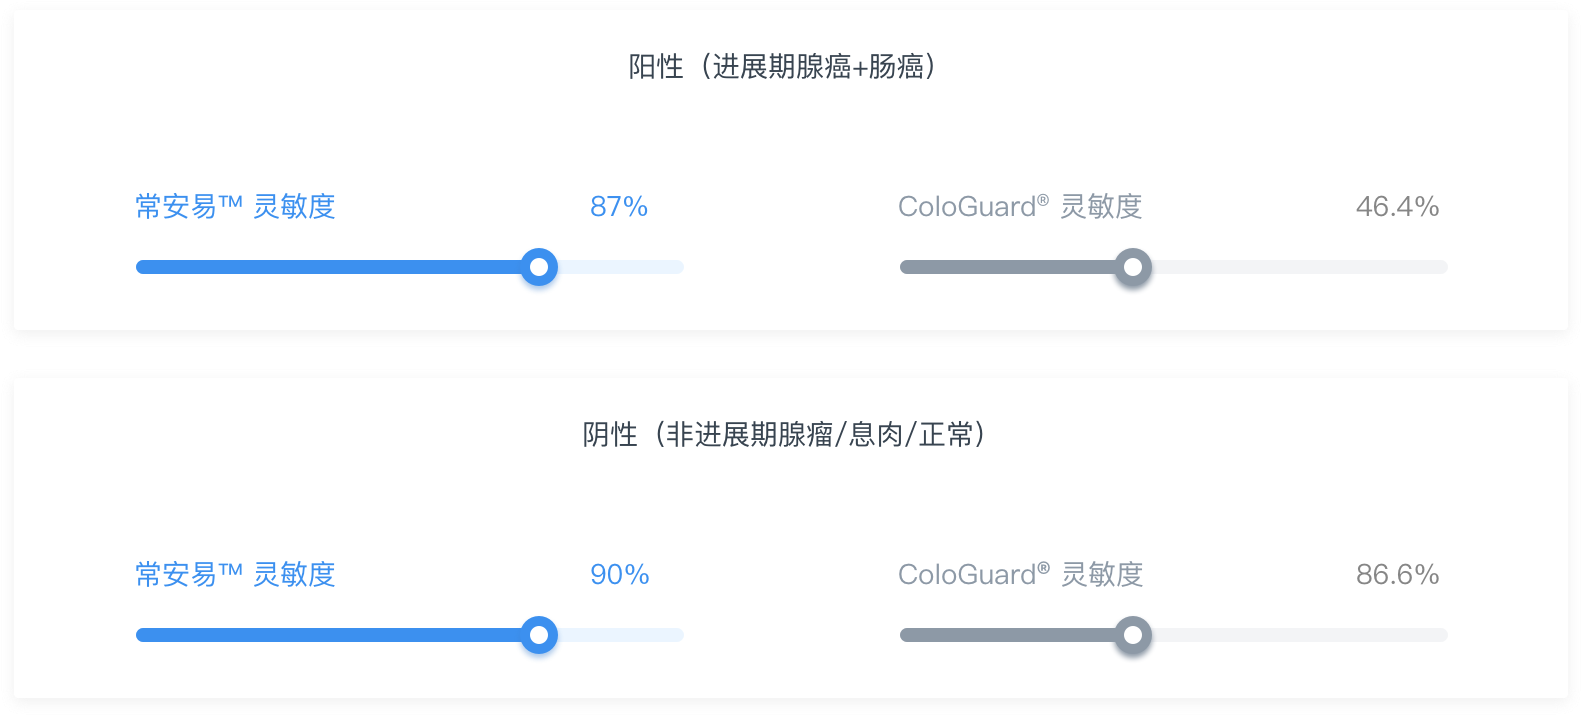 阳性（进展期腺癌+肠癌）
常安易™ 灵敏度 87% ColoGuard® 灵敏度 46.4%
阴性（非进展期腺瘤/息肉/正常）
常安易™ 灵敏度 90% ColoGuard® 灵敏度 86.6%